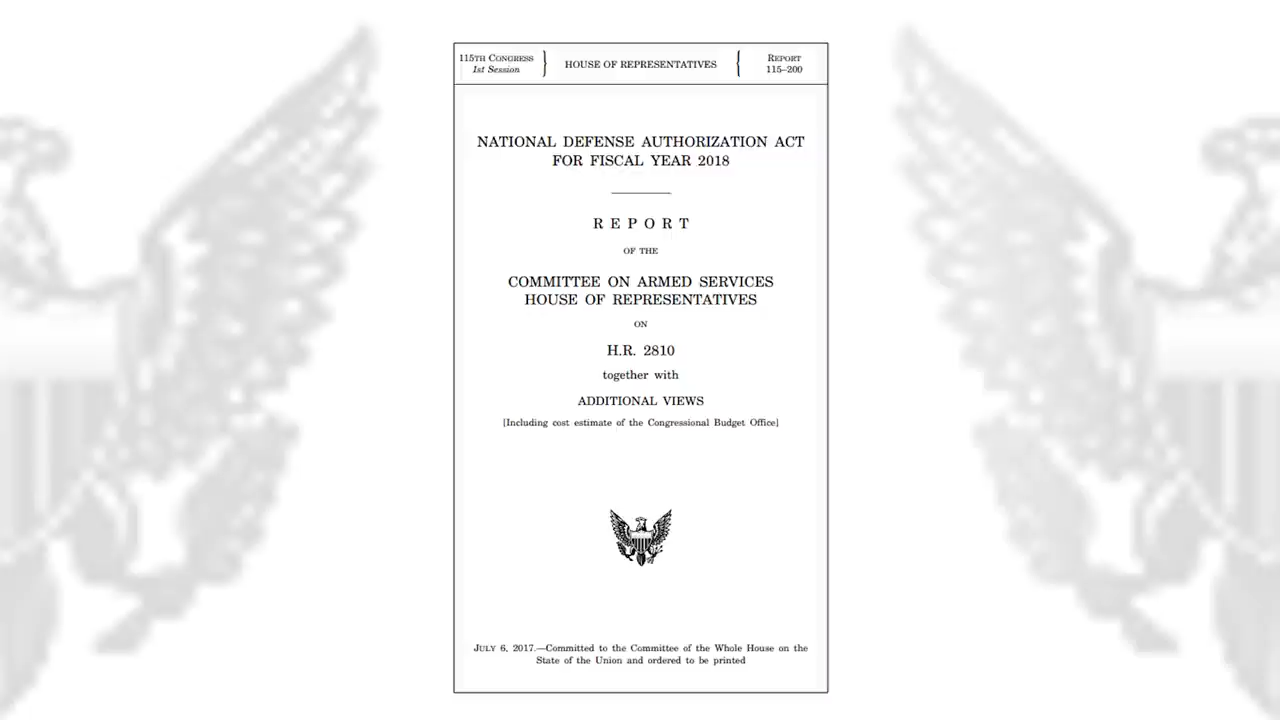 115TH CONGRESS
1st Session
HOUSE OF REPRESENTATIVES
REPORT
115–200
NATIONAL DEFENSE AUTHORIZATION ACT
FOR FISCAL YEAR 2018
R E P O R T
OF THE
COMMITTEE ON ARMED SERVICES
HOUSE OF REPRESENTATIVES
ON
H.R. 2810
together with
ADDITIONAL VIEWS
[Including cost estimate of the Congressional Budget Office]
JULY 6, 2017.—Committed to the Committee of the Whole House on the
State of the Union and ordered to be printed